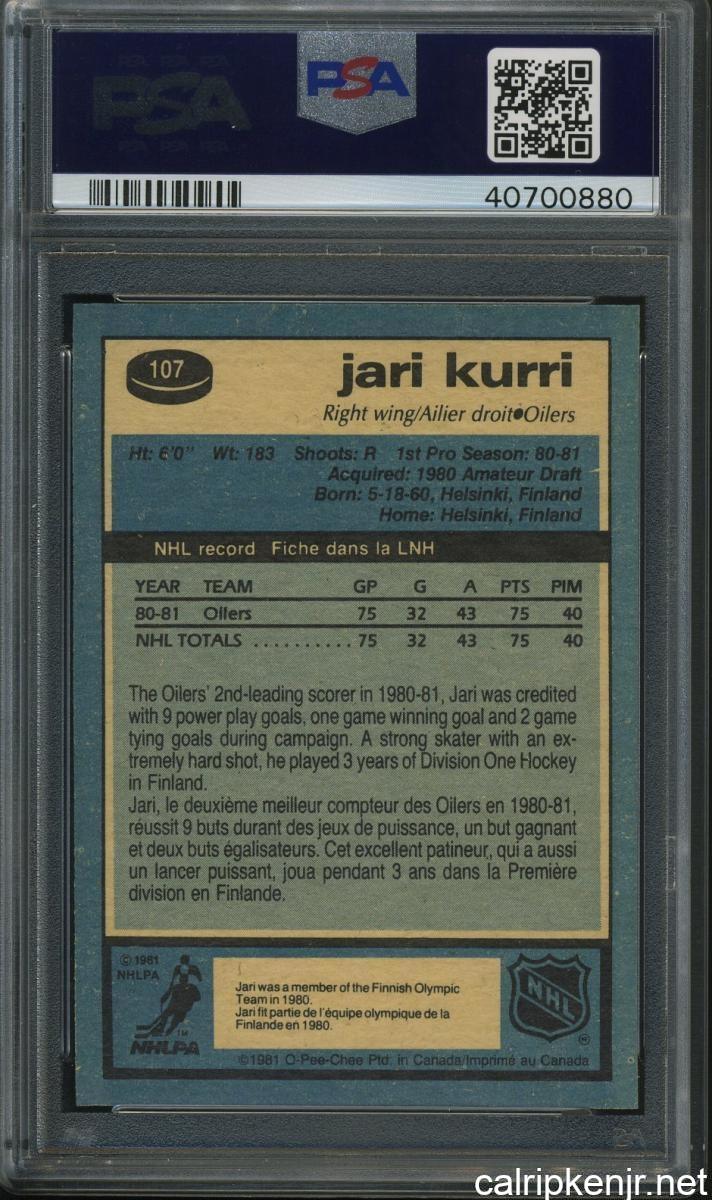 PSA
40700880
107
jari kurri
Right wing/Ailier droit•Oilers
Ht: 6'0" Wt: 183 Shoots: R 1st Pro Season: 80-81
Acquired: 1980 Amateur Draft
Born: 5-18-60, Helsinki, Finland
Home: Helsinki, Finland
NHL record Fiche dans la LNH
YEAR TEAM GP G A PTS PIM
80-81 Oilers 75 32 43 75 40
NHL TOTALS .......... 75 32 43 75 40
The Oilers' 2nd-leading scorer in 1980-81, Jari was credited
with 9 power play goals, one game winning goal and 2 game
tying goals during campaign. A strong skater with an ex-
tremely hard shot, he played 3 years of Division One Hockey
in Finland.
Jari, le deuxième meilleur compteur des Oilers en 1980-81,
réussit 9 buts durant des jeux de puissance, un but gagnant
et deux buts égalisateurs. Cet excellent patineur, qui a aussi
un lancer puissant, joua pendant 3 ans dans la Première
division en Finlande.
© 1981
NHLPA
TM
NHLPA
Jari was a member of the Finnish Olympic
Team in 1980.
Jari fit partie de l'équipe olympique de la
Finlande en 1980.
NHL
®
©1981 O-Pee-Chee Ptd. in Canada/Imprimé au Canada
calripkenjr.net